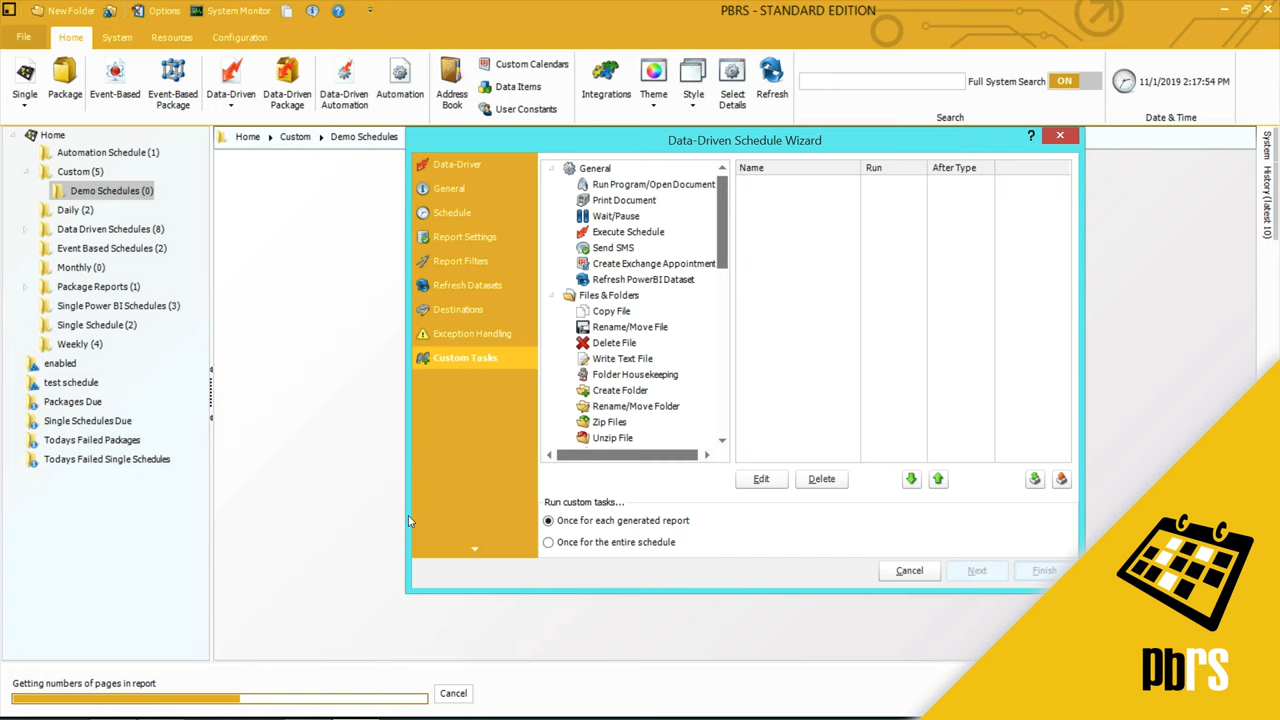 New Folder Options System Monitor PBRS - STANDARD EDITION
File Home System Resources Configuration
Single Package Event-Based Event-Based Package Data-Driven Data-Driven Package Data-Driven Automation Automation Address Book
Custom Calendars
Data Items
User Constants
Integrations Theme Style Select Details Refresh
Full System Search ON
Search
11/1/2019 2:17:54 PM
Date & Time
Home
Automation Schedule (1)
Custom (5)
Demo Schedules (0)
Daily (2)
Data Driven Schedules (8)
Event Based Schedules (2)
Monthly (0)
Package Reports (1)
Single Power BI Schedules (3)
Single Schedule (2)
Weekly (4)
enabled
test schedule
Packages Due
Single Schedules Due
Todays Failed Packages
Todays Failed Single Schedules
Home Custom Demo Schedules
Data-Driven Schedule Wizard
?
Data-Driver
General
Schedule
Report Settings
Report Filters
Refresh Datasets
Destinations
Exception Handling
Custom Tasks
General
Run Program/OpenDocument
Print Document
Wait/Pause
Execute Schedule
Send SMS
Create Exchange Appointment
Refresh PowerBI Dataset
Files & Folders
Copy File
Rename/Move File
Delete File
Write Text File
Folder Housekeeping
Create Folder
Rename/Move Folder
Zip Files
Unzip File
Name Run After Type
Edit Delete
Run custom tasks...
Once for each generated report
Once for the entire schedule
Cancel Next Finish
System
History (latest 10)
Getting numbers of pages in report
Cancel
pbrs